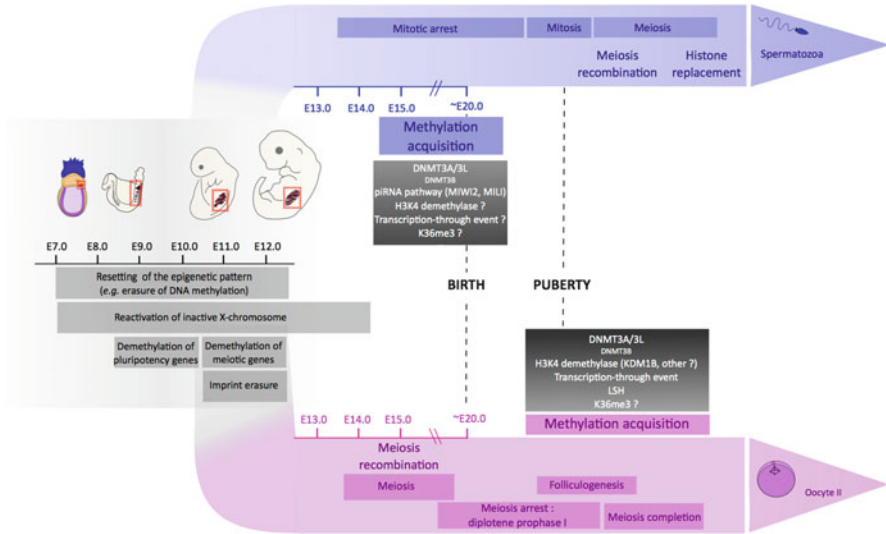 Mitotic arrest
Mitosis
Meiosis
Meiosis
recombination
Histone
replacement
Spermatozoa
E13.0 E14.0 E15.0 ~E20.0
Methylation
acquisition
DNMT3A/3L
DNMT3B
piRNA pathway (MIWI2, MILI)
H3K4 demethylase ?
Transcription-through event ?
K36me3 ?
E7.0 E8.0 E9.0 E10.0 E11.0 E12.0
Resetting of the epigenetic pattern
(e.g. erasure of DNA methylation)
Reactivation of inactive X-chromosome
Demethylation of
pluripotency genes
Demethylation of
meiotic genes
Imprint erasure
BIRTH
PUBERTY
DNMT3A/3L
DNMT3B
H3K4 demethylase (KDM1B, other ?)
Transcription-through event
LSH
K36me3 ?
Methylation acquisition
E13.0 E14.0 E15.0 ~E20.0
Meiosis
recombination
Meiosis
Folliculogenesis
Meiosis arrest :
diplotene prophase I
Meiosis completion
Oocyte II